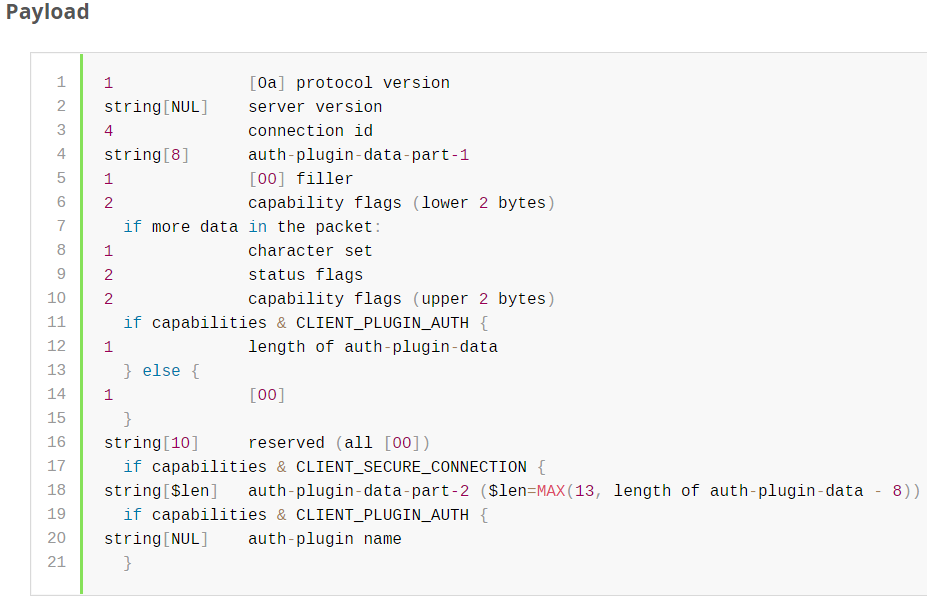 Payload
1 1 [0a] protocol version
2 string[NUL] server version
3 4 connection id
4 string[8] auth-plugin-data-part-1
5 1 [00] filler
6 2 capability flags (lower 2 bytes)
7 if more data in the packet:
8 1 character set
9 2 status flags
10 2 capability flags (upper 2 bytes)
11 if capabilities & CLIENT_PLUGIN_AUTH {
12 1 length of auth-plugin-data
13 } else {
14 1 [00]
15 }
16 string[10] reserved (all [00])
17 if capabilities & CLIENT_SECURE_CONNECTION {
18 string[$len] auth-plugin-data-part-2 ($len=MAX(13, length of auth-plugin-data - 8))
19 if capabilities & CLIENT_PLUGIN_AUTH {
20 string[NUL] auth-plugin name
21 }